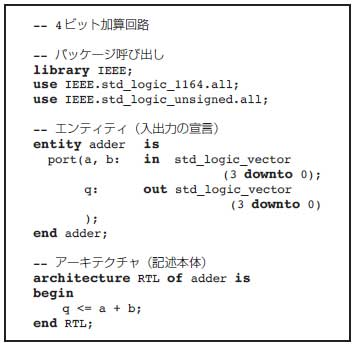 -- 4ビット加算回路
-- パッケージ呼び出し
library IEEE;
use IEEE.std_logic_1164.all;
use IEEE.std_logic_unsigned.all;
-- エンティティ（入出力の宣言）
entity adder is
port(a, b: in std_logic_vector
(3 downto 0);
q: out std_logic_vector
(3 downto 0)
);
end adder;
-- アーキテクチャ（記述本体）
architecture RTL of adder is
begin
q <= a + b;
end RTL;